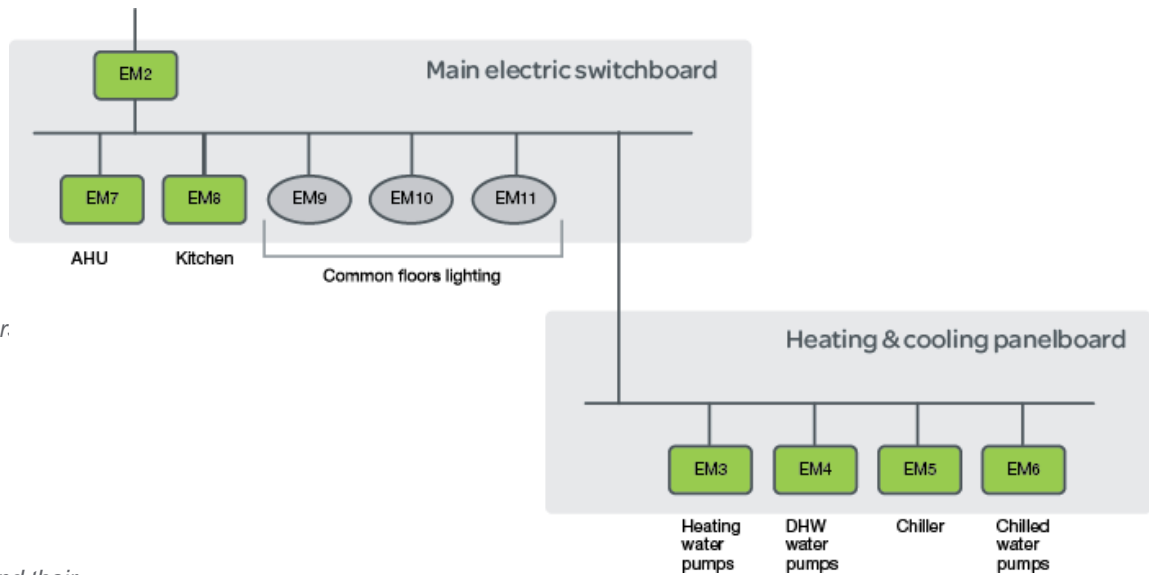 Main electric switchboard
EM2
EM7
EM8
EM9
EM10
EM11
AHU
Kitchen
Common floors lighting
Heating & cooling panelboard
EM3
EM4
EM5
EM6
Heating
water
pumps
DHW
water
pumps
Chiller
Chilled
water
pumps